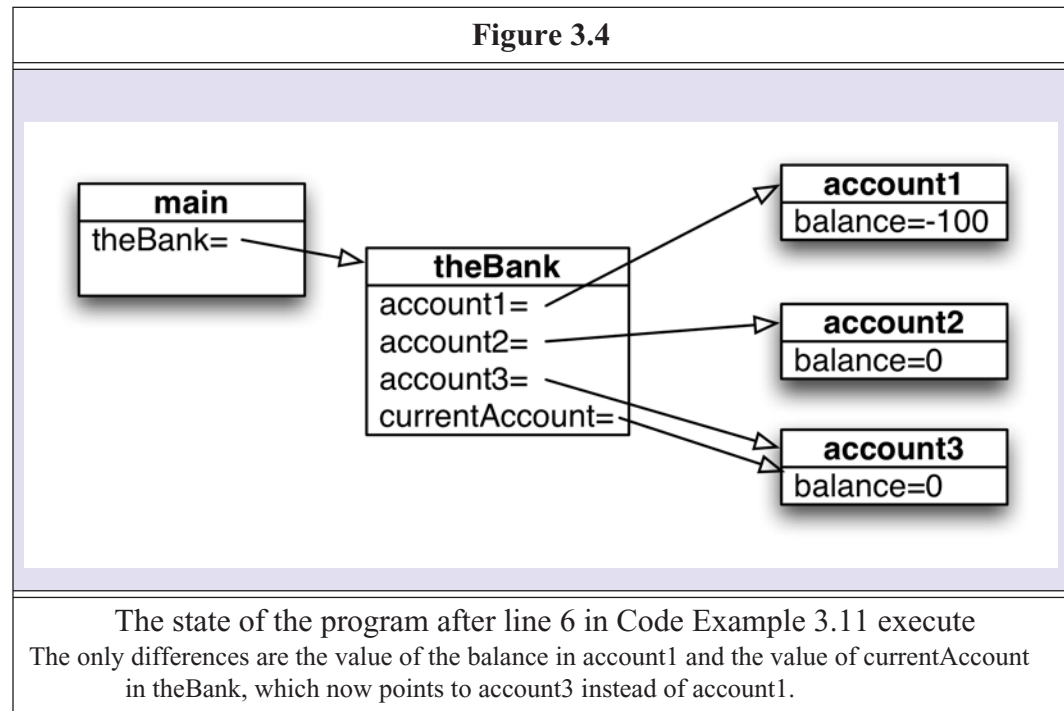 Figure 3.4
main
theBank=
theBank
account1=
account2=
account3=
currentAccount=
account1
balance=-100
account2
balance=0
account3
balance=0
The state of the program after line 6 in Code Example 3.11 execute
The only differences are the value of the balance in account1 and the value of currentAccount
in theBank, which now points to account3 instead of account1.